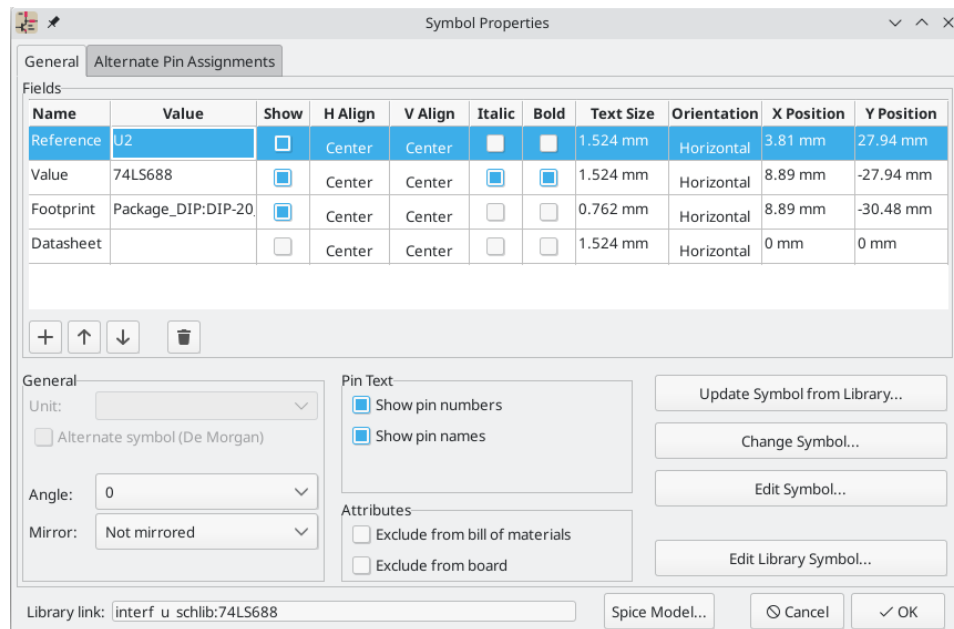 Symbol Properties
General Alternate Pin Assignments
Fields
Name Value Show H Align V Align Italic Bold Text Size Orientation X Position Y Position
Reference U2 Center Center 1.524 mm Horizontal 3.81 mm 27.94 mm
Value 74LS688 Center Center 1.524 mm Horizontal 8.89 mm -27.94 mm
Footprint Package_DIP:DIP-20_ Center Center 0.762 mm Horizontal 8.89 mm -30.48 mm
Datasheet Center Center 1.524 mm Horizontal 0 mm 0 mm
General
Unit:
Alternate symbol (De Morgan)
Angle: 0
Mirror: Not mirrored
Pin Text
Show pin numbers
Show pin names
Attributes
Exclude from bill of materials
Exclude from board
Update Symbol from Library...
Change Symbol...
Edit Symbol...
Edit Library Symbol...
Library link: interf_u_schlib:74LS688 Spice Model... Cancel OK